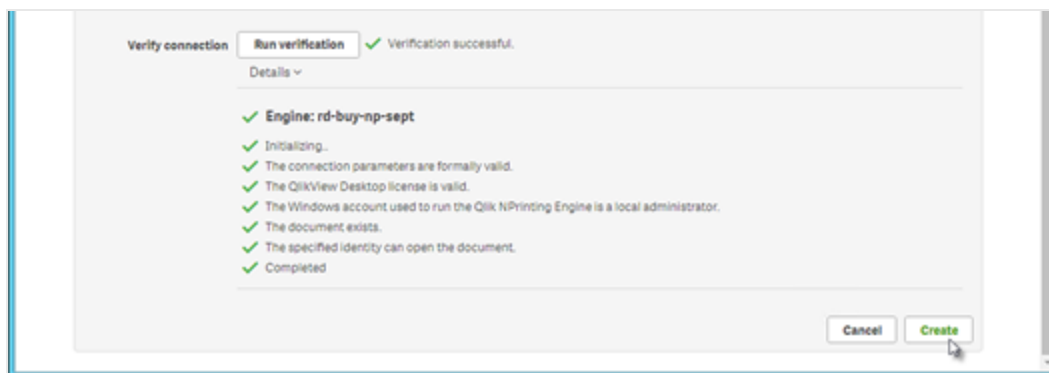 Verify connection Run verification Verification successful.
Details
Engine: rd-buy-np-sept
Initializing..
The connection parameters are formally valid.
The QlikView Desktop license is valid.
The Windows account used to run the Qlik NPrinting Engine is a local administrator.
The document exists.
The specified identity can open the document.
Completed
Cancel Create